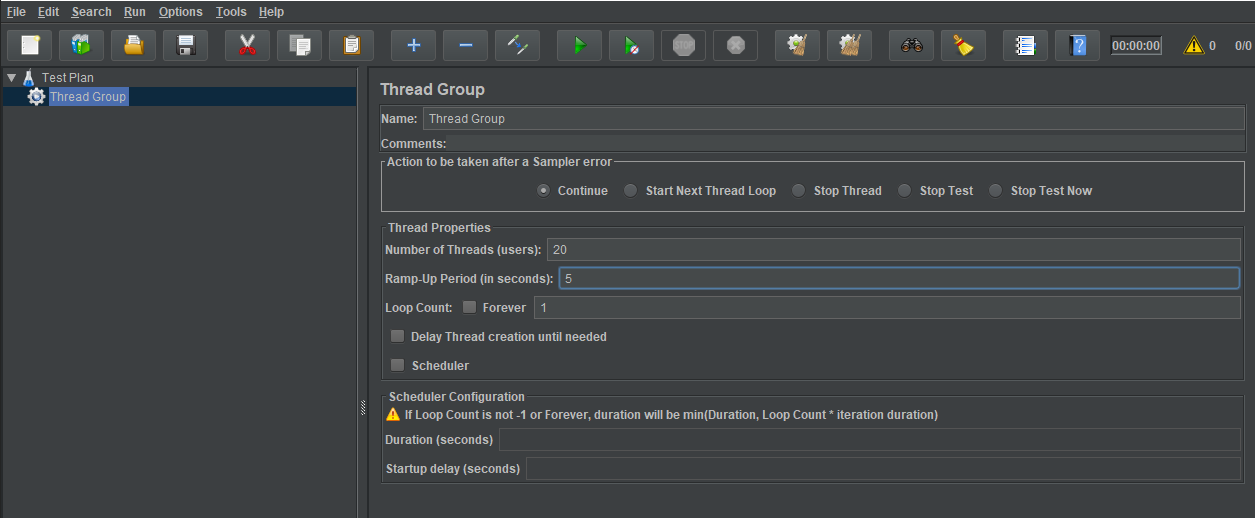 File Edit Search Run Options Tools Help
STOP 00:00:00 0 0/0
Test Plan
Thread Group
Thread Group
Name: Thread Group
Comments:
Action to be taken after a Sampler error
Continue Start Next Thread Loop Stop Thread Stop Test Stop Test Now
Thread Properties
Number of Threads (users): 20
Ramp-Up Period (in seconds): 5
Loop Count: Forever 1
Delay Thread creation until needed
Scheduler
Scheduler Configuration
If Loop Count is not -1 or Forever, duration will be min(Duration, Loop Count * iteration duration)
Duration (seconds)
Startup delay (seconds)